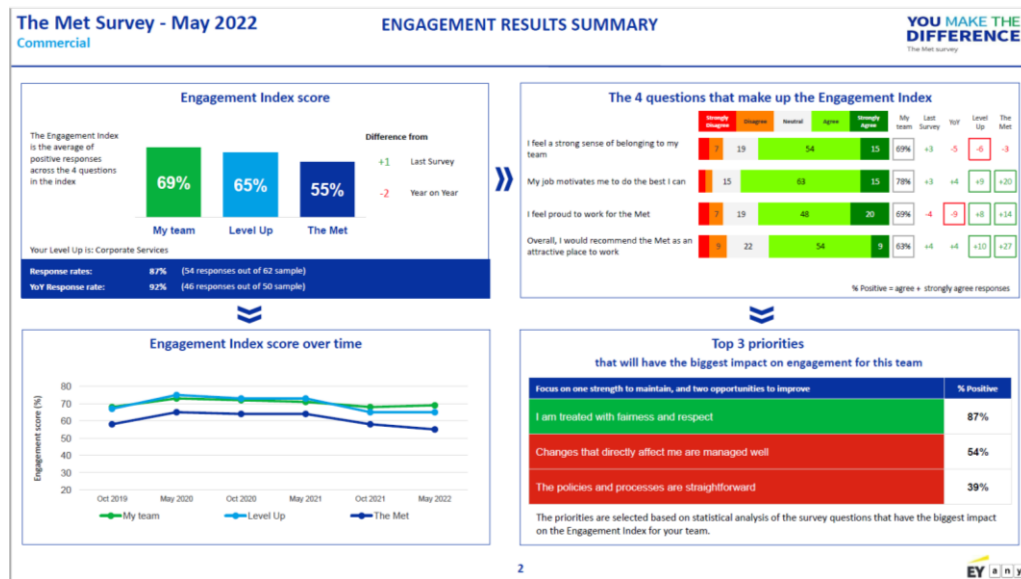 The Met Survey - May 2022
Commercial
ENGAGEMENT RESULTS SUMMARY
YOU MAKE THE
DIFFERENCE
The Met survey
Engagement Index score
The Engagement Index
is the average of
positive responses
across the 4 questions
in the index
69%
65%
55%
My team
Level Up
The Met
Difference from
+1 Last Survey
-2 Year on Year
Your Level Up is: Corporate Services
Response rates: 87% (54 responses out of 62 sample)
YoY Response rate: 92% (46 responses out of 50 sample)
The 4 questions that make up the Engagement Index
Strongly Disagree
Disagree
Neutral
Agree
Strongly Agree
My team
Last Survey
YoY
Level Up
The Met
I feel a strong sense of belonging to my
team
7 19 54 15 69% +3 -5 -6 -3
My job motivates me to do the best I can
15 63 15 78% +3 +4 +9 +20
I feel proud to work for the Met
7 19 48 20 69% -4 -9 +8 +14
Overall, I would recommend the Met as an
attractive place to work
9 22 54 9 63% +4 +4 +10 +27
% Positive = agree + strongly agree responses
Engagement Index score over time
Engagement score (%)
80
70
60
50
40
30
20
Oct 2019 May 2020 Oct 2020 May 2021 Oct 2021 May 2022
My team Level Up The Met
Top 3 priorities
that will have the biggest impact on engagement for this team
Focus on one strength to maintain, and two opportunities to improve % Positive
I am treated with fairness and respect 87%
Changes that directly affect me are managed well 54%
The policies and processes are straightforward 39%
The priorities are selected based on statistical analysis of the survey questions that have the biggest impact
on the Engagement Index for your team.
2
EY any